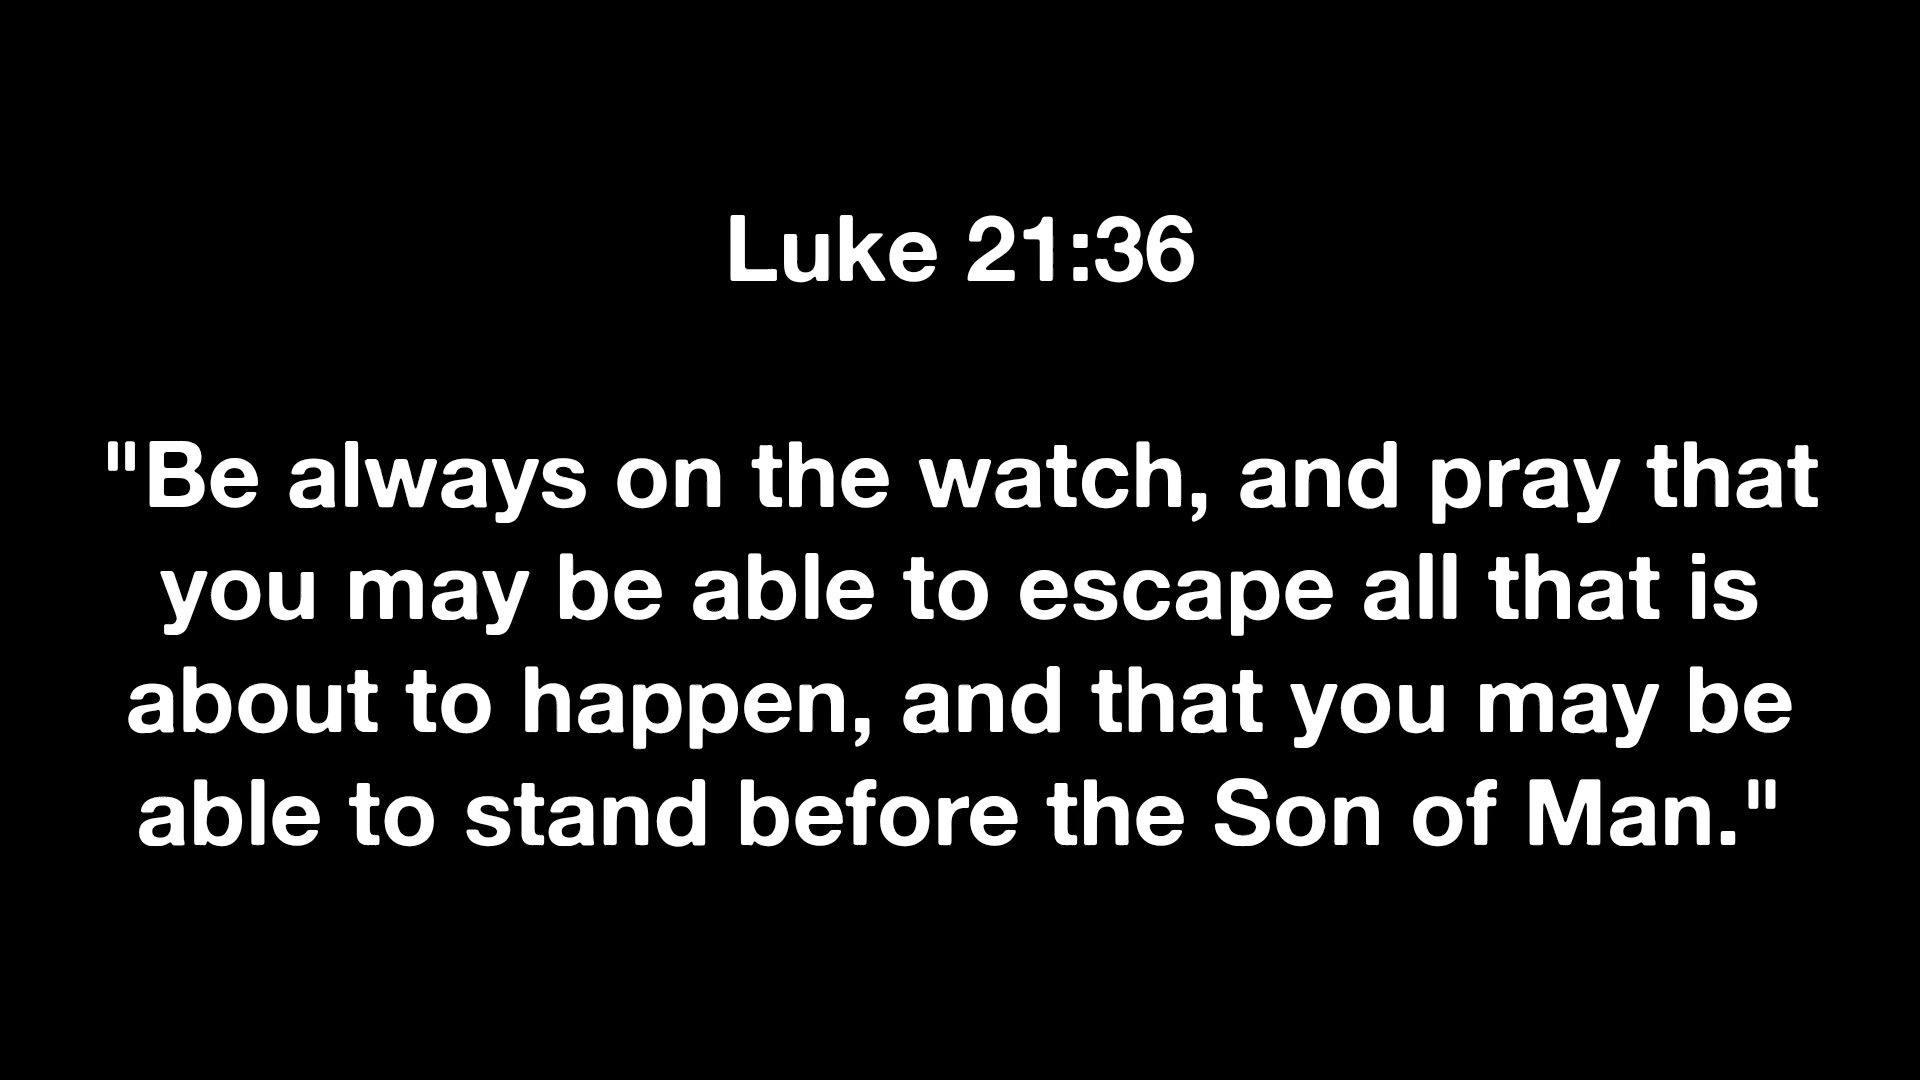 Luke 21:36
"Be always on the watch, and pray that
you may be able to escape all that is
about to happen, and that you may be
able to stand before the Son of Man."